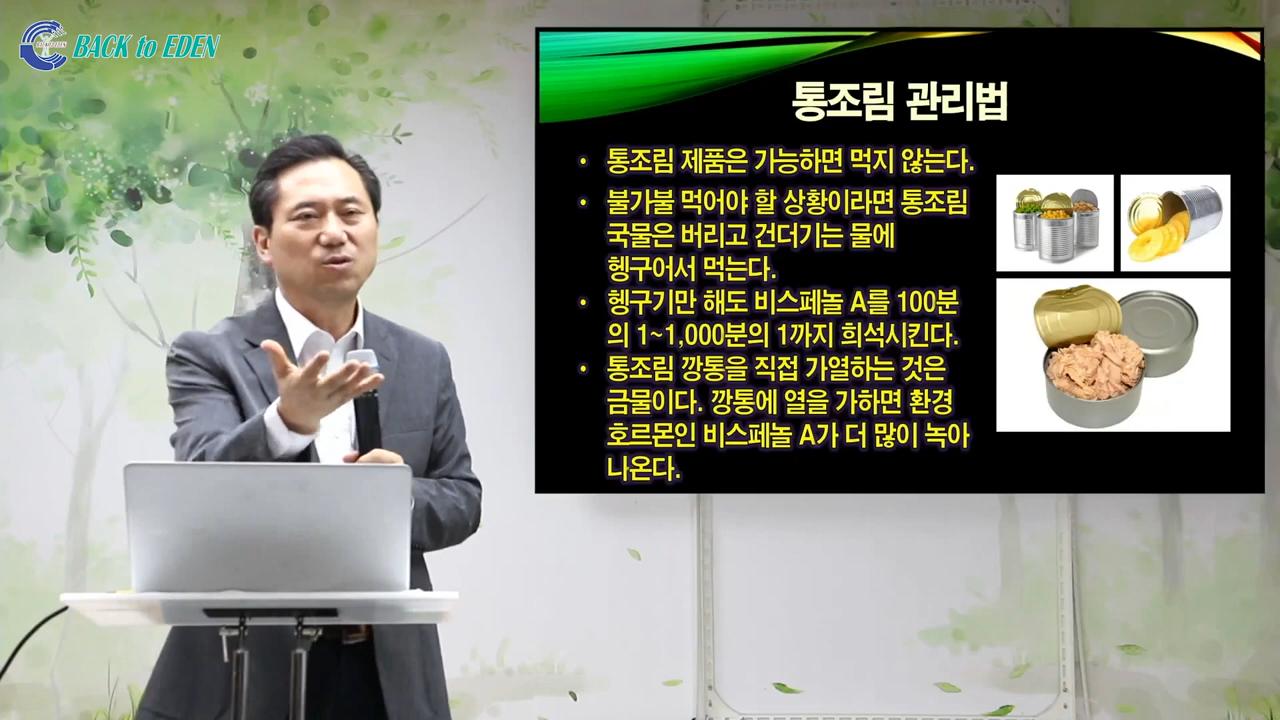 BACK to EDEN
통조림 관리법
• 통조림 제품은 가능하면 먹지 않는다.
• 불가불 먹어야 할 상황이라면 통조림
국물은 버리고 건더기는 물에
헹구어서 먹는다.
• 헹구기만 해도 비스페놀 A를 100분
의 1~1,000분의 1까지 희석시킨다.
• 통조림 깡통을 직접 가열하는 것은
금물이다. 깡통에 열을 가하면 환경
호르몬인 비스페놀 A가 더 많이 녹아
나온다.